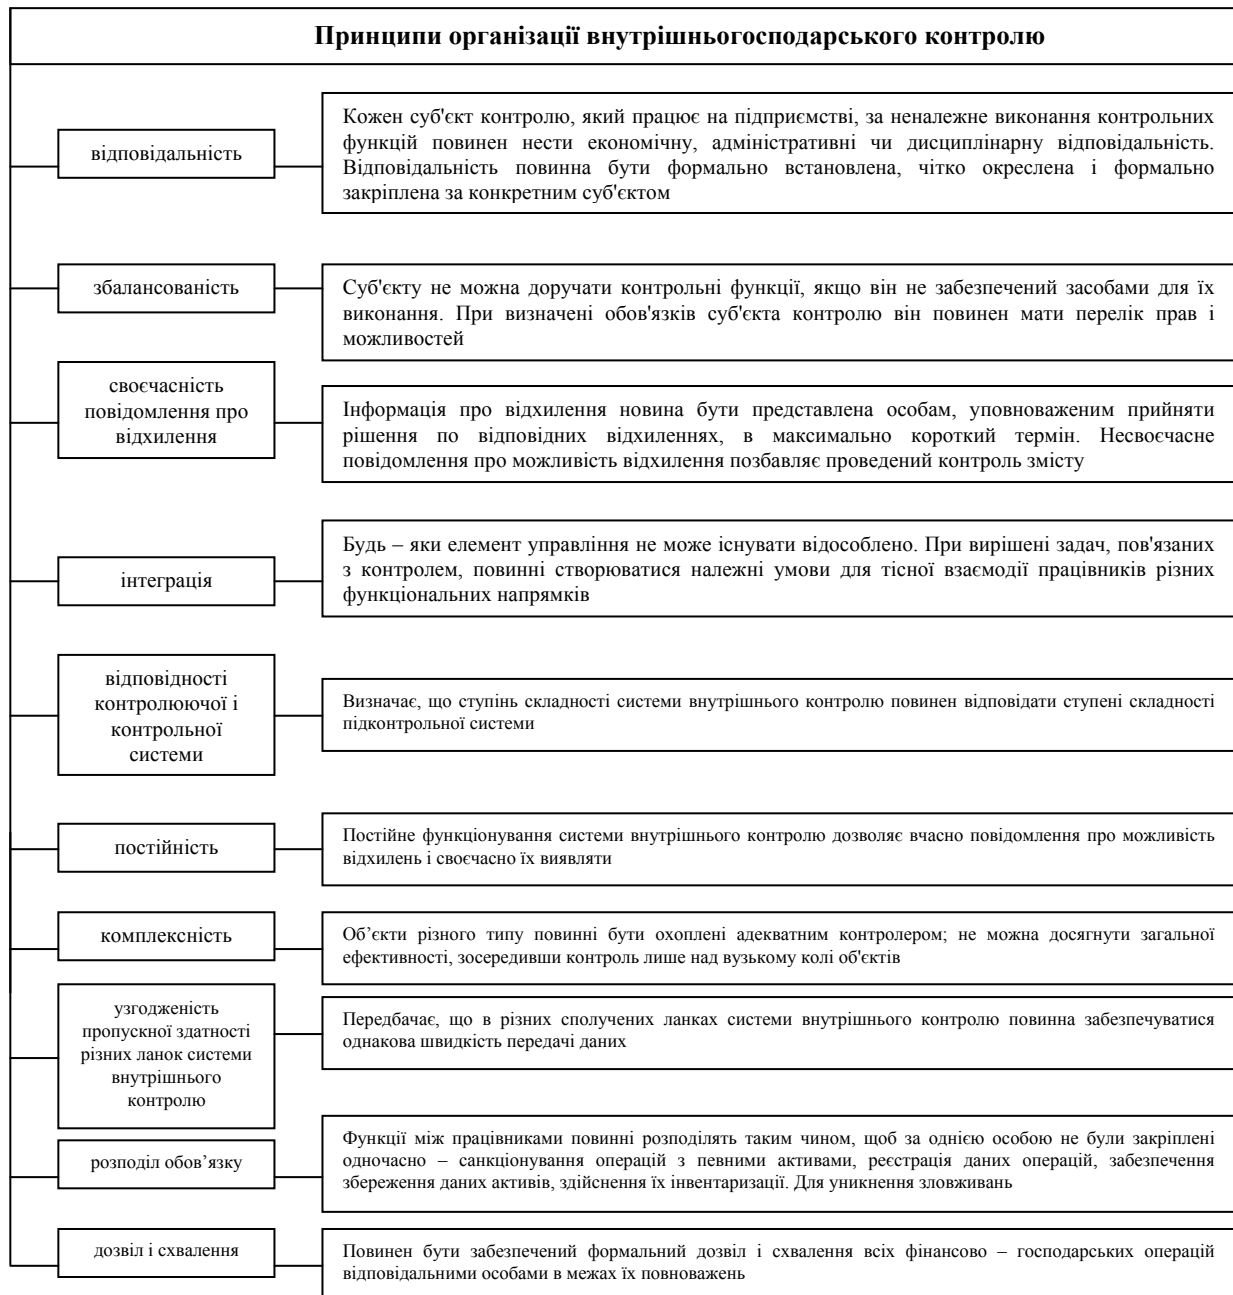 Принципи організації внутрішньогосподарського контролю
відповідальність
Кожен суб'єкт контролю, який працює на підприємстві, за неналежне виконання контрольних
функцій повинен нести економічну, адміністративні чи дисциплінарну відповідальність.
Відповідальність повинна бути формально встановлена, чітко окреслена і формально
закріплена за конкретним суб'єктом
збалансованість
Суб'єкту не можна доручати контрольні функції, якщо він не забезпечений засобами для їх
виконання. При визначені обов'язків суб'єкта контролю він повинен мати перелік прав і
можливостей
своєчасність
повідомлення про
відхилення
Інформація про відхилення новина бути представлена особам, уповноваженим прийняти
рішення по відповідних відхиленнях, в максимально короткий термін. Несвоєчасне
повідомлення про можливість відхилення позбавляє проведений контроль змісту
інтеграція
Будь – яки елемент управління не може існувати відособлено. При вирішені задач, пов'язаних
з контролем, повинні створюватися належні умови для тісної взаємодії працівників різних
функціональних напрямків
відповідності
контролюючої і
контрольної
системи
Визначає, що ступінь складності системи внутрішнього контролю повинен відповідати ступені складності
підконтрольної системи
постійність
Постійне функціонування системи внутрішнього контролю дозволяє вчасно повідомлення про можливість
відхилень і своєчасно їх виявляти
комплексність
Об’єкти різного типу повинні бути охоплені адекватним контролером; не можна досягнути загальної
ефективності, зосередивши контроль лише над вузькому колі об'єктів
узгодженість
пропускної здатності
різних ланок системи
внутрішнього
контролю
Передбачає, що в різних сполучених ланках системи внутрішнього контролю повинна забезпечуватися
однакова швидкість передачі даних
розподіл обов’язку
Функції між працівниками повинні розподілять таким чином, щоб за однією особою не були закріплені
одночасно – санкціонування операцій з певними активами, реєстрація даних операцій, забезпечення
збереження даних активів, здійснення їх інвентаризації. Для уникнення зловживань
дозвіл і схвалення
Повинен бути забезпечений формальний дозвіл і схвалення всіх фінансово – господарських операцій
відповідальними особами в межах їх повноважень